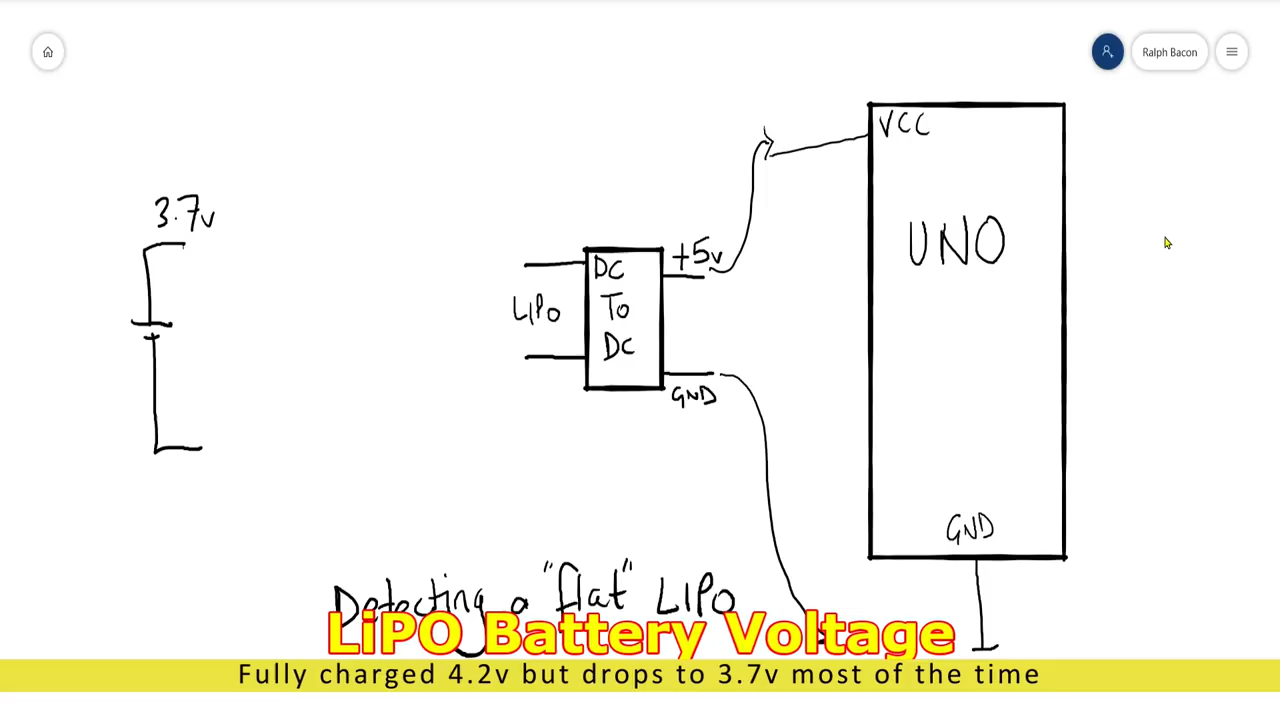 Ralph Bacon
VCC
3.7v
UNO
+5v
DC
LIPo
To
DC
GND
GND
Detecting a "flat" LIPO
LiPO Battery Voltage
Fully charged 4.2v but drops to 3.7v most of the time